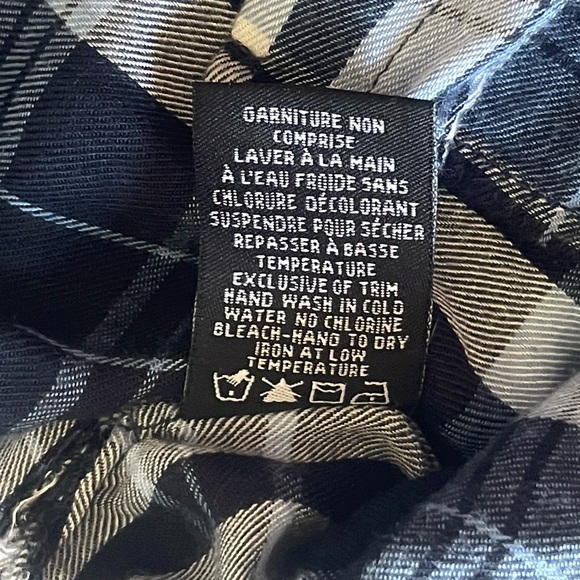 GARNITURE NON
COMPRISE
LAVER À LA MAIN
À L'EAU FROIDE SANS
CHLORURE DÉCOLORANT
SUSPENDRE POUR SÉCHER
REPASSER À BASSE
TEMPERATURE
EXCLUSIVE OF TRIM
HAND WASH IN COLD
WATER NO CHLORINE
BLEACH-HAND TO DRY
IRON AT LOW
TEMPERATURE